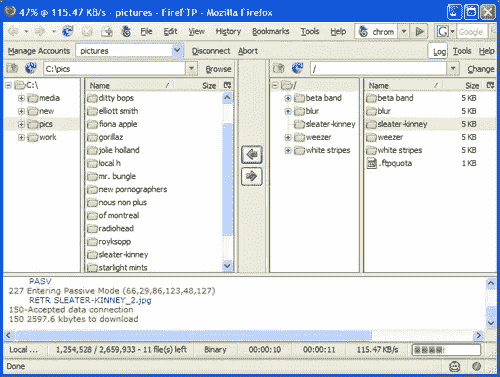 47% @ 115.47 KB/s - pictures - FireFTP - Mozilla Firefox
File Edit View History Bookmarks Tools Help chrom Google
Manage Accounts pictures Disconnect Abort Log Tools Help
C:\pics Browse / Change
C:\
media
new
pics
work
Name Size
ditty bops
elliott smith
fiona apple
gorillaz
jolie holland
local h
mr. bungle
new pornographers
nous non plus
of montreal
radiohead
royksopp
sleater-kinney
starlight mints
/
beta band
blur
sleater-kinney
weezer
white stripes
Name Size
beta band 5 KB
blur 5 KB
sleater-kinney 5 KB
weezer 5 KB
white stripes 5 KB
.ftpquota 1 KB
PASV
227 Entering Passive Mode (66,29,86,123,48,127)
RETR SLEATER-KINNEY_2.jpg
150-Accepted data connection
150 2597.6 kbytes to download
Local ... 1,254,528 / 2,659,933 - 11 file(s) left Binary 00:00:10 00:00:11 115.47 KB/s
Done